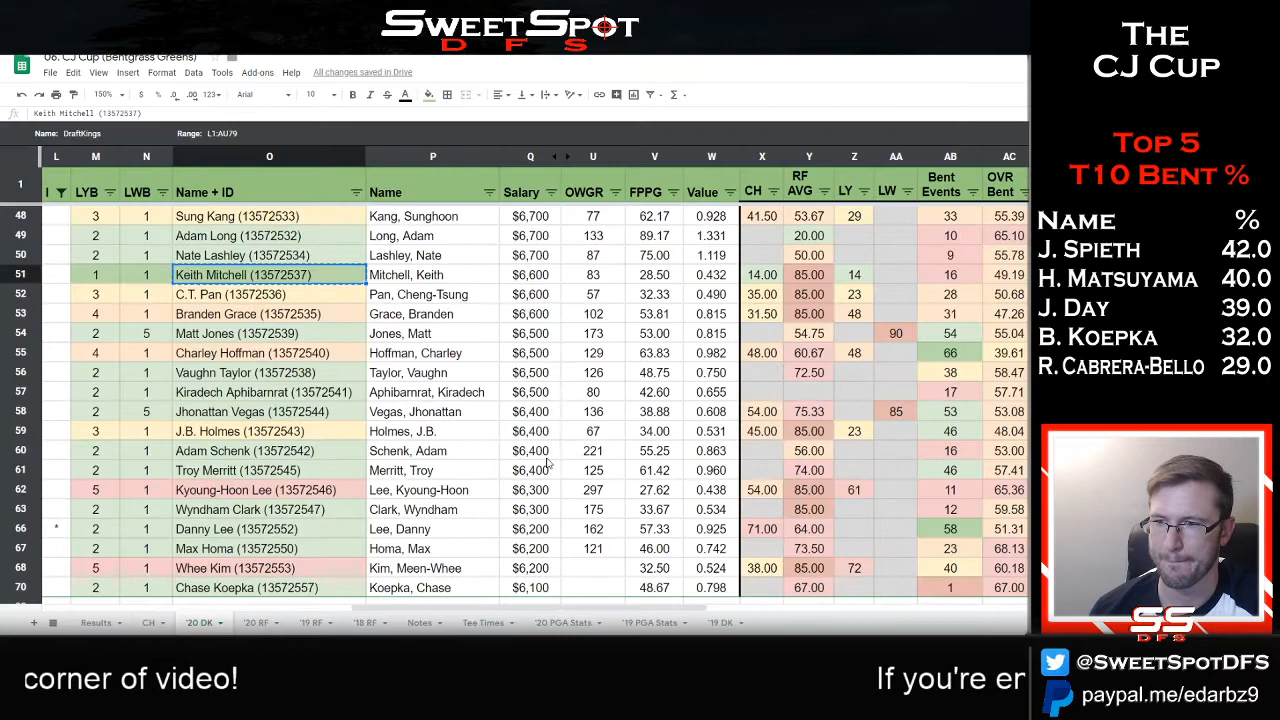 SweetSpot
DFS
06. CJ Cup (Bentgrass Greens)
File Edit View Insert Format Data Tools Add-ons Help All changes saved in Drive
150% $ % .0 .00 123 Arial 10 B I S A
fx Keith Mitchell (13572537)
Name: DraftKings Range: L1:AU79
L M N O P Q U V W X Y Z AA AB AC
1 I LYB LWB Name + ID Name Salary OWGR FPPG Value CH RF AVG LY LW Bent Events OVR Bent
48 3 1 Sung Kang (13572533) Kang, Sunghoon $6,700 77 62.17 0.928 41.50 53.67 29 33 55.39
49 2 1 Adam Long (13572532) Long, Adam $6,700 133 89.17 1.331 20.00 10 65.10
50 2 1 Nate Lashley (13572534) Lashley, Nate $6,700 87 75.00 1.119 50.00 9 55.78
51 1 1 Keith Mitchell (13572537) Mitchell, Keith $6,600 83 28.50 0.432 14.00 85.00 14 16 49.19
52 3 1 C.T. Pan (13572536) Pan, Cheng-Tsung $6,600 57 32.33 0.490 35.00 85.00 23 28 50.68
53 4 1 Branden Grace (13572535) Grace, Branden $6,600 102 53.81 0.815 31.50 85.00 48 31 47.26
54 2 5 Matt Jones (13572539) Jones, Matt $6,500 173 53.00 0.815 54.75 90 54 55.04
55 4 1 Charley Hoffman (13572540) Hoffman, Charley $6,500 129 63.83 0.982 48.00 60.67 48 66 39.61
56 2 1 Vaughn Taylor (13572538) Taylor, Vaughn $6,500 126 48.75 0.750 72.50 38 58.47
57 2 1 Kiradech Aphibarnrat (13572541) Aphibarnrat, Kiradech $6,500 80 42.60 0.655 17 57.71
58 2 5 Jhonattan Vegas (13572544) Vegas, Jhonattan $6,400 136 38.88 0.608 54.00 75.33 85 53 53.08
59 3 1 J.B. Holmes (13572543) Holmes, J.B. $6,400 67 34.00 0.531 45.00 85.00 23 46 48.04
60 2 1 Adam Schenk (13572542) Schenk, Adam $6,400 221 55.25 0.863 56.00 16 53.00
61 2 1 Troy Merritt (13572545) Merritt, Troy $6,400 125 61.42 0.960 74.00 46 57.41
62 5 1 Kyoung-Hoon Lee (13572546) Lee, Kyoung-Hoon $6,300 297 27.62 0.438 54.00 85.00 61 11 65.36
63 2 1 Wyndham Clark (13572547) Clark, Wyndham $6,300 175 33.67 0.534 85.00 12 59.58
66 * 2 1 Danny Lee (13572552) Lee, Danny $6,200 162 57.33 0.925 71.00 64.00 58 51.31
67 2 1 Max Homa (13572550) Homa, Max $6,200 121 46.00 0.742 73.50 23 68.13
68 5 1 Whee Kim (13572553) Kim, Meen-Whee $6,200 32.50 0.524 38.00 85.00 72 40 60.18
70 2 1 Chase Koepka (13572557) Koepka, Chase $6,100 48.67 0.798 67.00 1 67.00
+ Results CH '20 DK '20 RF '19 RF '18 RF Notes Tee Times '20 PGA Stats '19 PGA Stats '19 DK
The
CJ Cup
Top 5
T10 Bent %
Name %
J. Spieth 42.0
H. Matsuyama 40.0
J. Day 39.0
B. Koepka 32.0
R. Cabrera-Bello 29.0
SS
DFS
@SweetSpotDFS
paypal.me/edarbz9
corner of video! If you're er